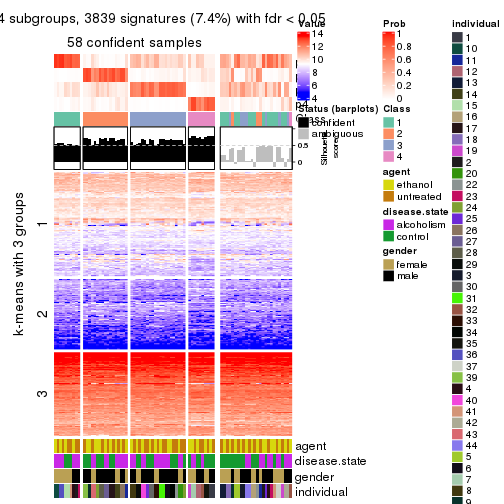 4 subgroups, 3839 signatures (7.4%) with fdr < 0.05
58 confident samples
k-means with 3 groups
1
2
3
p4
Class
1
0.5
0
Silhouette
score
agent
disease.state
gender
individual
Value
14
12
10
8
6
4
Status (barplots)
confident
ambiguous
Prob
1
0.8
0.6
0.4
0.2
0
Class
1
2
3
4
agent
ethanol
untreated
disease.state
alcoholism
control
gender
female
male
individual
1
10
11
12
13
14
15
16
17
18
19
2
20
22
23
24
25
26
27
28
29
3
30
31
32
33
34
35
36
37
39
4
40
41
42
43
44
5
6
7
8
9